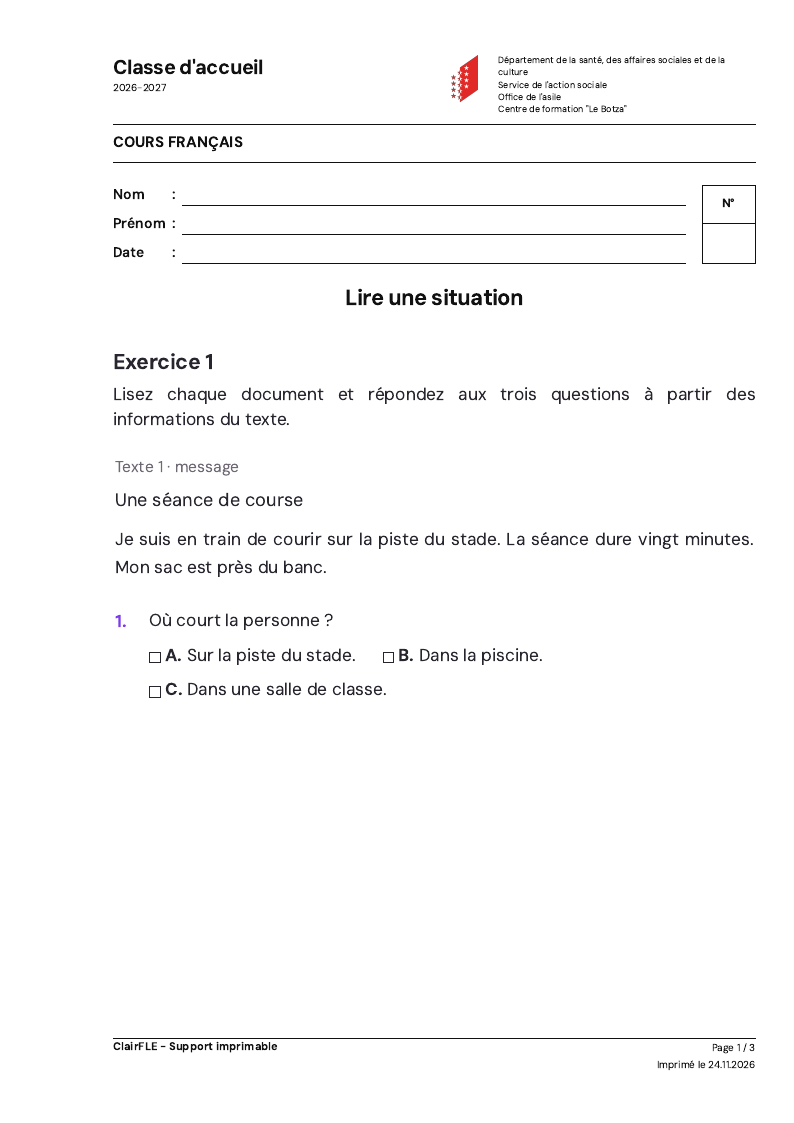 Classe d'accueil
2026-2027
Département de la santé, des affaires sociales et de la
culture
Service de l'action sociale
Office de l'asile
Centre de formation "Le Botza"
COURS FRANÇAIS
Nom :
Prénom :
Date :
N°
Lire une situation
Exercice 1
Lisez chaque document et répondez aux trois questions à partir des
informations du texte.
Texte 1 · message
Une séance de course
Je suis en train de courir sur la piste du stade. La séance dure vingt minutes.
Mon sac est près du banc.
1. Où court la personne ?
A. Sur la piste du stade. B. Dans la piscine.
C. Dans une salle de classe.
ClairFLE - Support imprimable
Page 1 / 3
Imprimé le 24.11.2026